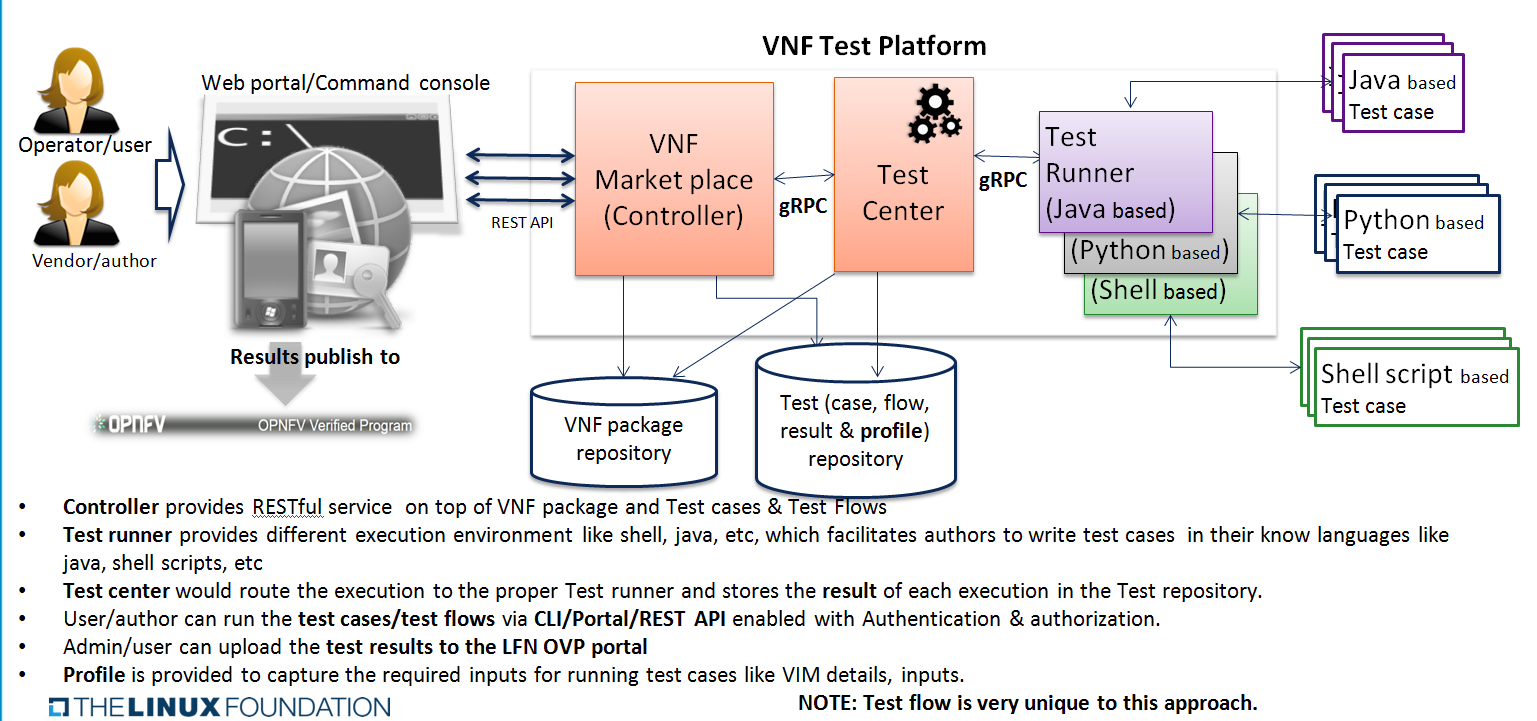 VNF Test Platform
Web portal/Command console
C:\
Operator/user
Vendor/author
REST API
VNF
Market place
(Controller)
gRPC
Test
Center
gRPC
Test
Runner
(Java based)
(Python based)
(Shell based)
Java based
Test case
Python based
Test case
Shell script based
Test case
Results publish to
OPNFV
OPNFV Verified Program
VNF package
repository
Test (case, flow,
result & profile)
repository
• Controller provides RESTful service on top of VNF package and Test cases & Test Flows
• Test runner provides different execution environment like shell, java, etc, which facilitates authors to write test cases in their know languages like
java, shell scripts, etc
• Test center would route the execution to the proper Test runner and stores the result of each execution in the Test repository.
• User/author can run the test cases/test flows via CLI/Portal/REST API enabled with Authentication & authorization.
• Admin/user can upload the test results to the LFN OVP portal
• Profile is provided to capture the required inputs for running test cases like VIM details, inputs.
THE LINUX FOUNDATION
NOTE: Test flow is very unique to this approach.